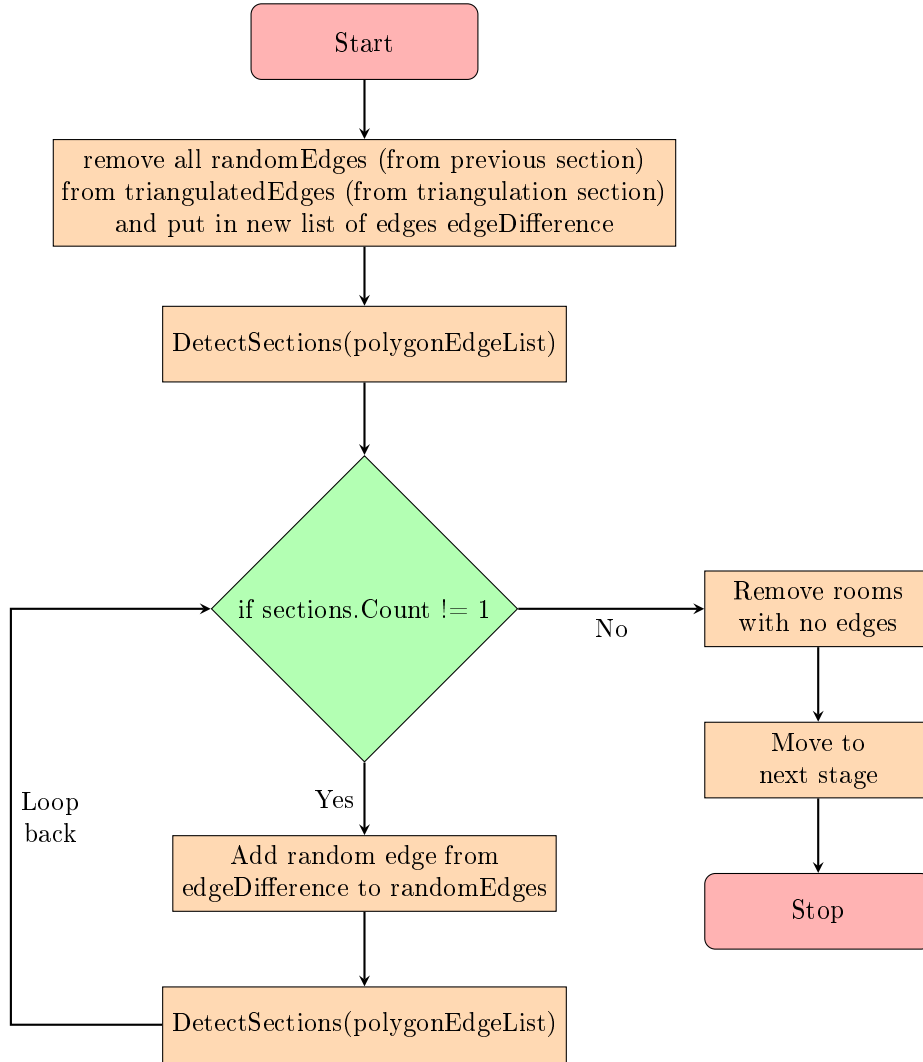 Start
remove all randomEdges (from previous section)
from triangulatedEdges (from triangulation section)
and put in new list of edges edgeDifference
DetectSections(polygonEdgeList)
if sections.Count != 1
No
Remove rooms
with no edges
Move to
next stage
Stop
Yes
Loop
back
Add random edge from
edgeDifference to randomEdges
DetectSections(polygonEdgeList)